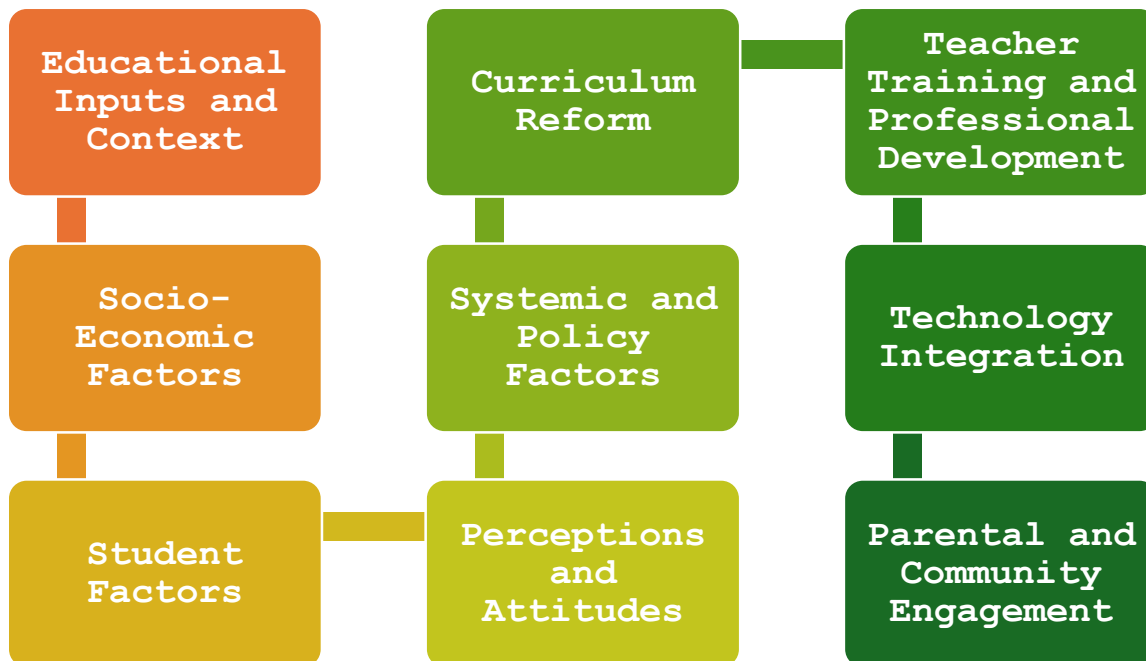 Educational
Inputs and
Context
Socio-
Economic
Factors
Student
Factors
Perceptions
and
Attitudes
Systemic and
Policy
Factors
Curriculum
Reform
Teacher
Training and
Professional
Development
Technology
Integration
Parental and
Community
Engagement